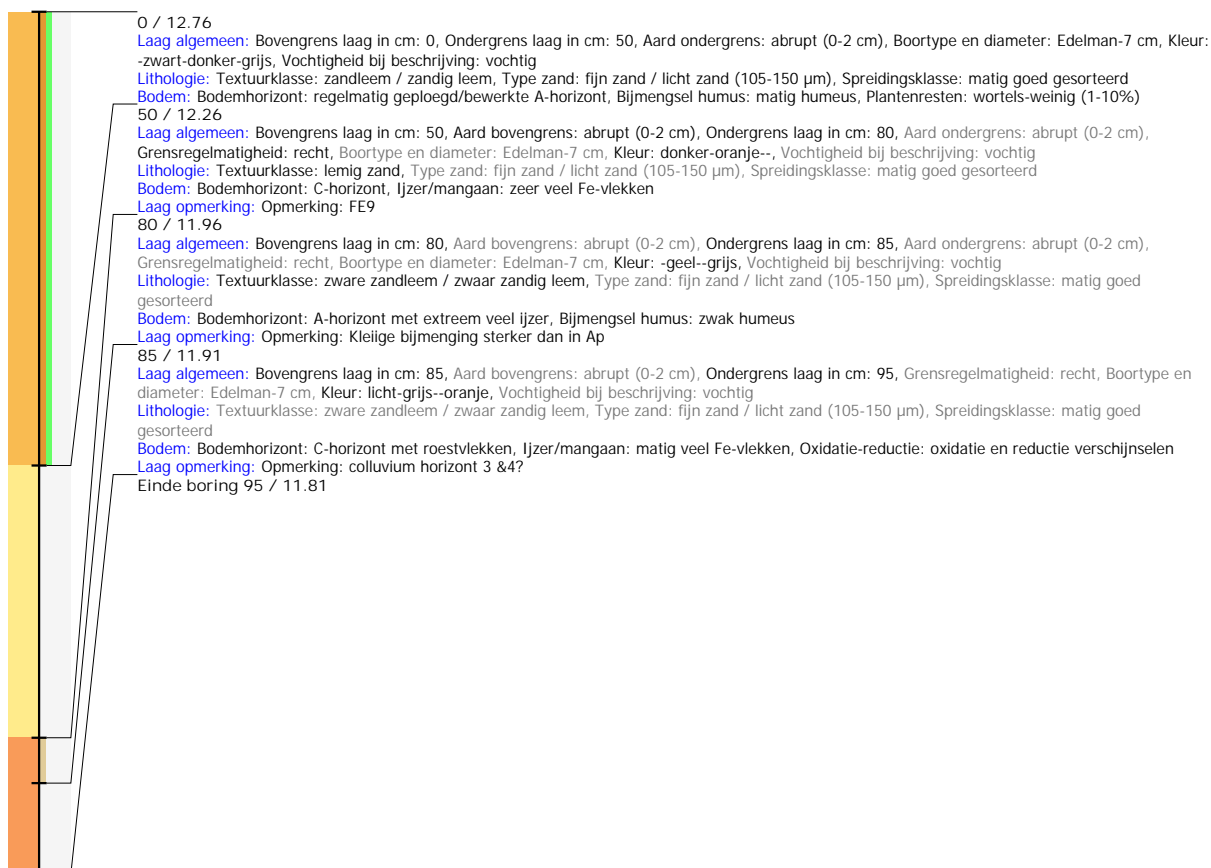 0 / 12.76
Laag algemeen: Bovengrens laag in cm: 0, Ondergrens laag in cm: 50, Aard ondergrens: abrupt (0-2 cm), Boortype en diameter: Edelman-7 cm, Kleur:
-zwart-donker-grijs, Vochtigheid bij beschrijving: vochtig
Lithologie: Textuurklasse: zandleem / zandig leem, Type zand: fijn zand / licht zand (105-150 µm), Spreidingsklasse: matig goed gesorteerd
Bodem: Bodemhorizont: regelmatig geploegd/bewerkte A-horizont, Bijmengsel humus: matig humeus, Plantenresten: wortels-weinig (1-10%)
50 / 12.26
Laag algemeen: Bovengrens laag in cm: 50, Aard bovengrens: abrupt (0-2 cm), Ondergrens laag in cm: 80, Aard ondergrens: abrupt (0-2 cm),
Grensregelmatigheid: recht, Boortype en diameter: Edelman-7 cm, Kleur: donker-oranje--, Vochtigheid bij beschrijving: vochtig
Lithologie: Textuurklasse: lemig zand, Type zand: fijn zand / licht zand (105-150 µm), Spreidingsklasse: matig goed gesorteerd
Bodem: Bodemhorizont: C-horizont, Ijzer/mangaan: zeer veel Fe-vlekken
Laag opmerking: Opmerking: FE9
80 / 11.96
Laag algemeen: Bovengrens laag in cm: 80, Aard bovengrens: abrupt (0-2 cm), Ondergrens laag in cm: 85, Aard ondergrens: abrupt (0-2 cm),
Grensregelmatigheid: recht, Boortype en diameter: Edelman-7 cm, Kleur: -geel--grijs, Vochtigheid bij beschrijving: vochtig
Lithologie: Textuurklasse: zware zandleem / zwaar zandig leem, Type zand: fijn zand / licht zand (105-150 µm), Spreidingsklasse: matig goed
gesorteerd
Bodem: Bodemhorizont: A-horizont met extreem veel ijzer, Bijmengsel humus: zwak humeus
Laag opmerking: Opmerking: Kleiige bijmenging sterker dan in Ap
85 / 11.91
Laag algemeen: Bovengrens laag in cm: 85, Aard bovengrens: abrupt (0-2 cm), Ondergrens laag in cm: 95, Grensregelmatigheid: recht, Boortype en
diameter: Edelman-7 cm, Kleur: licht-grijs--oranje, Vochtigheid bij beschrijving: vochtig
Lithologie: Textuurklasse: zware zandleem / zwaar zandig leem, Type zand: fijn zand / licht zand (105-150 µm), Spreidingsklasse: matig goed
gesorteerd
Bodem: Bodemhorizont: C-horizont met roestvlekken, Ijzer/mangaan: matig veel Fe-vlekken, Oxidatie-reductie: oxidatie en reductie verschijnselen
Laag opmerking: Opmerking: colluvium horizont 3 &4?
Einde boring 95 / 11.81